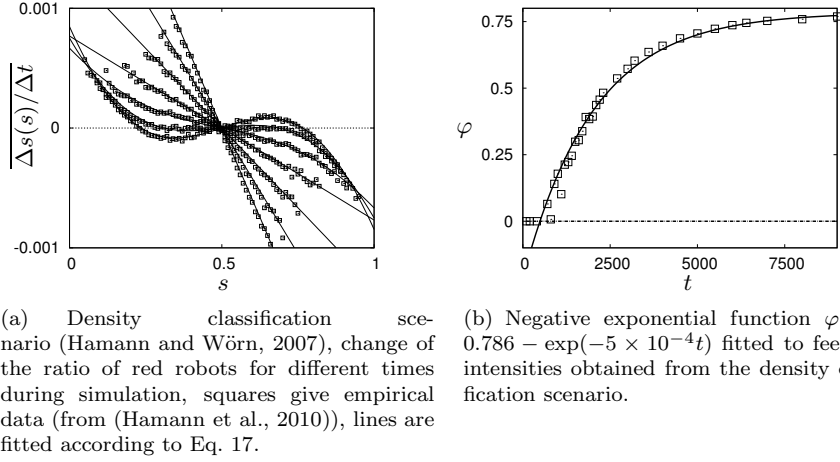 0.001
0
-0.001
Δs(s)/Δt
0 0.5 1
s
0.75
0.5
0.25
0
φ
0 2500 5000 7500
t
(a) Density classification sce-
nario (Hamann and Wörn, 2007), change of
the ratio of red robots for different times
during simulation, squares give empirical
data (from (Hamann et al., 2010)), lines are
fitted according to Eq. 17.
(b) Negative exponential function φ
0.786 − exp(−5 × 10⁻⁴t) fitted to fee
intensities obtained from the density
fication scenario.